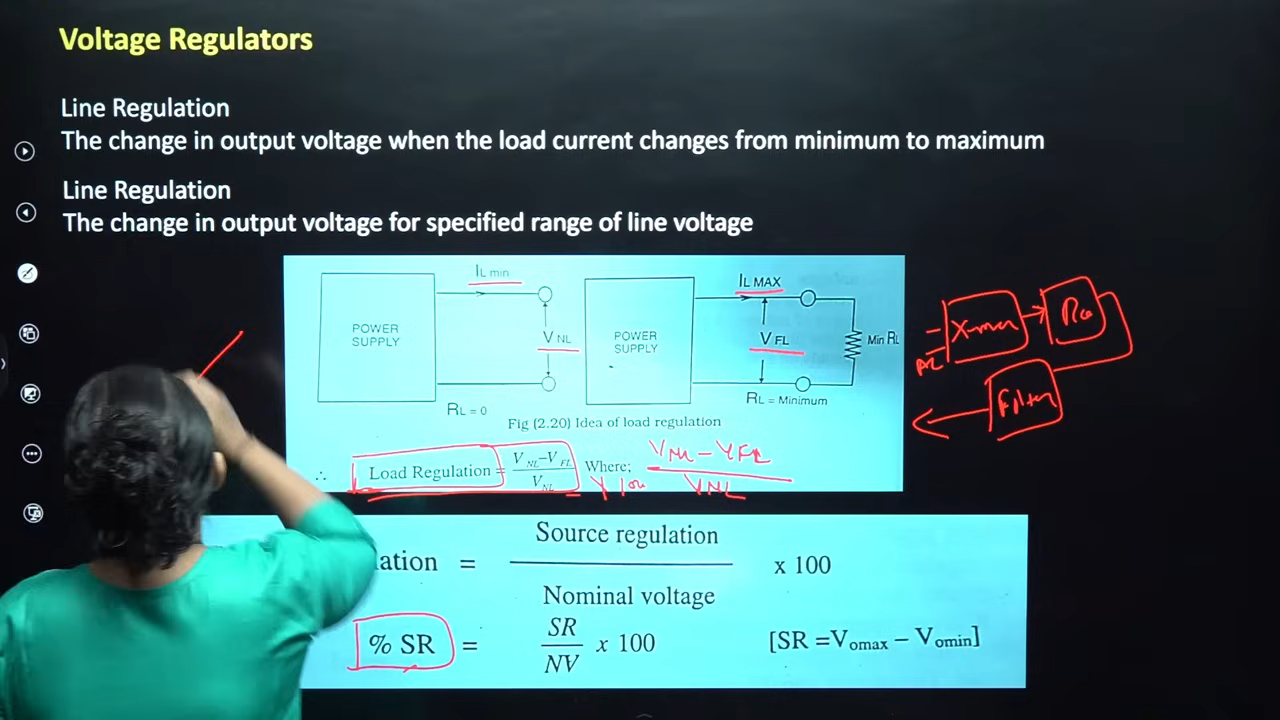 Voltage Regulators
Line Regulation
The change in output voltage when the load current changes from minimum to maximum
Line Regulation
The change in output voltage for specified range of line voltage
POWER SUPPLY
IL min
V NL
RL = 0
POWER SUPPLY
IL MAX
V FL
Min RL
RL = Minimum
Fig (2.20) Idea of load regulation
∴ Load Regulation = VNL–VFL / VNL Where;
VNL – VFL
VNL
X-mer
Filter
ation = Source regulation / Nominal voltage x 100
% SR = SR / NV x 100 [SR =Vomax – Vomin]